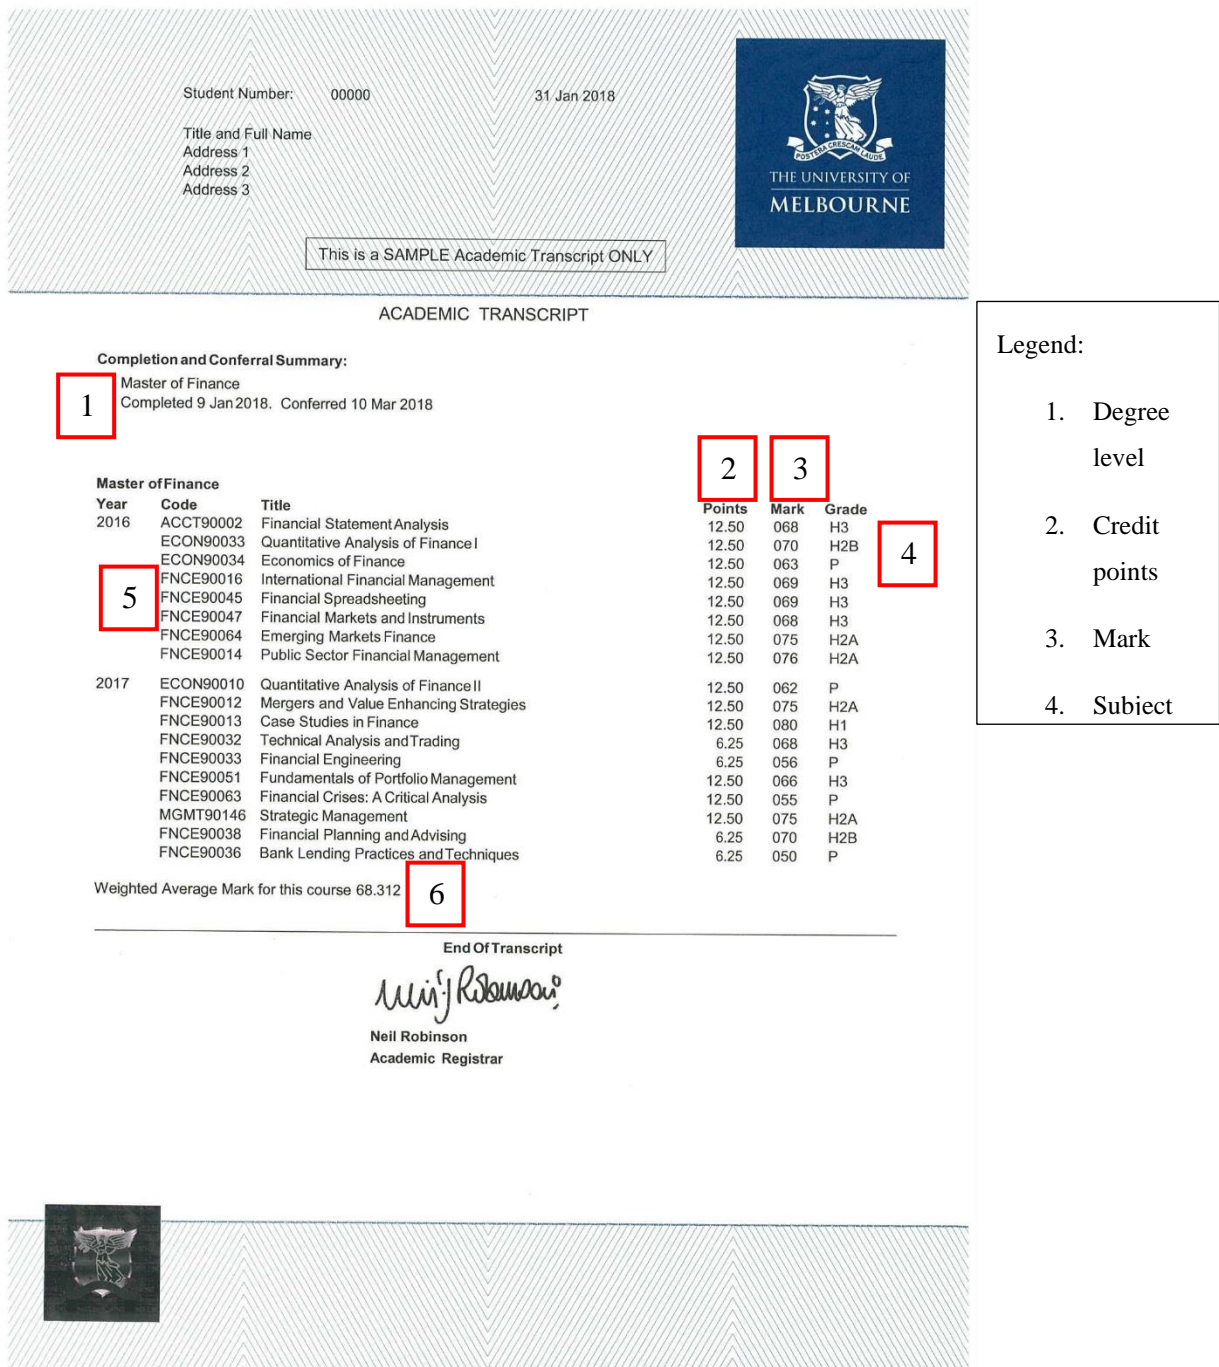 Student Number: 00000 31 Jan 2018
Title and Full Name
Address 1
Address 2
Address 3
POSTERA CRESCAM LAUDE
THE UNIVERSITY OF
MELBOURNE
This is a SAMPLE Academic Transcript ONLY
ACADEMIC TRANSCRIPT
Completion and Conferral Summary:
Master of Finance
1 Completed 9 Jan 2018. Conferred 10 Mar 2018
2 3
Master of Finance
Year Code Title Points Mark Grade
2016 ACCT90002 Financial Statement Analysis 12.50 068 H3
ECON90033 Quantitative Analysis of Finance I 12.50 070 H2B
ECON90034 Economics of Finance 12.50 063 P 4
FNCE90016 International Financial Management 12.50 069 H3
5 FNCE90045 Financial Spreadsheeting 12.50 069 H3
FNCE90047 Financial Markets and Instruments 12.50 068 H3
FNCE90064 Emerging Markets Finance 12.50 075 H2A
FNCE90014 Public Sector Financial Management 12.50 076 H2A
2017 ECON90010 Quantitative Analysis of Finance II 12.50 062 P
FNCE90012 Mergers and Value Enhancing Strategies 12.50 075 H2A
FNCE90013 Case Studies in Finance 12.50 080 H1
FNCE90032 Technical Analysis and Trading 6.25 068 H3
FNCE90033 Financial Engineering 6.25 056 P
FNCE90051 Fundamentals of Portfolio Management 12.50 066 H3
FNCE90063 Financial Crises: A Critical Analysis 12.50 055 P
MGMT90146 Strategic Management 12.50 075 H2A
FNCE90038 Financial Planning and Advising 6.25 070 H2B
FNCE90036 Bank Lending Practices and Techniques 6.25 050 P
Weighted Average Mark for this course 68.312 6
End Of Transcript
Neil Robinson
Neil Robinson
Academic Registrar
Legend:
1. Degree
level
2. Credit
points
3. Mark
4. Subject